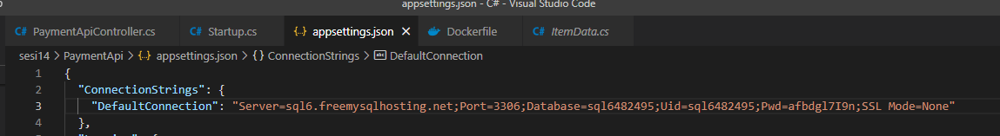 appsettings.json - C# - Visual Studio Code
PaymentApiController.cs Startup.cs appsettings.json Dockerfile ItemData.cs
sesi14 > PaymentApi > appsettings.json > ConnectionStrings > DefaultConnection
1 {
2 "ConnectionStrings": {
3 "DefaultConnection": "Server=sql6.freemysqlhosting.net;Port=3306;Database=sql6482495;Uid=sql6482495;Pwd=afbdgl7I9n;SSL Mode=None"
4 },